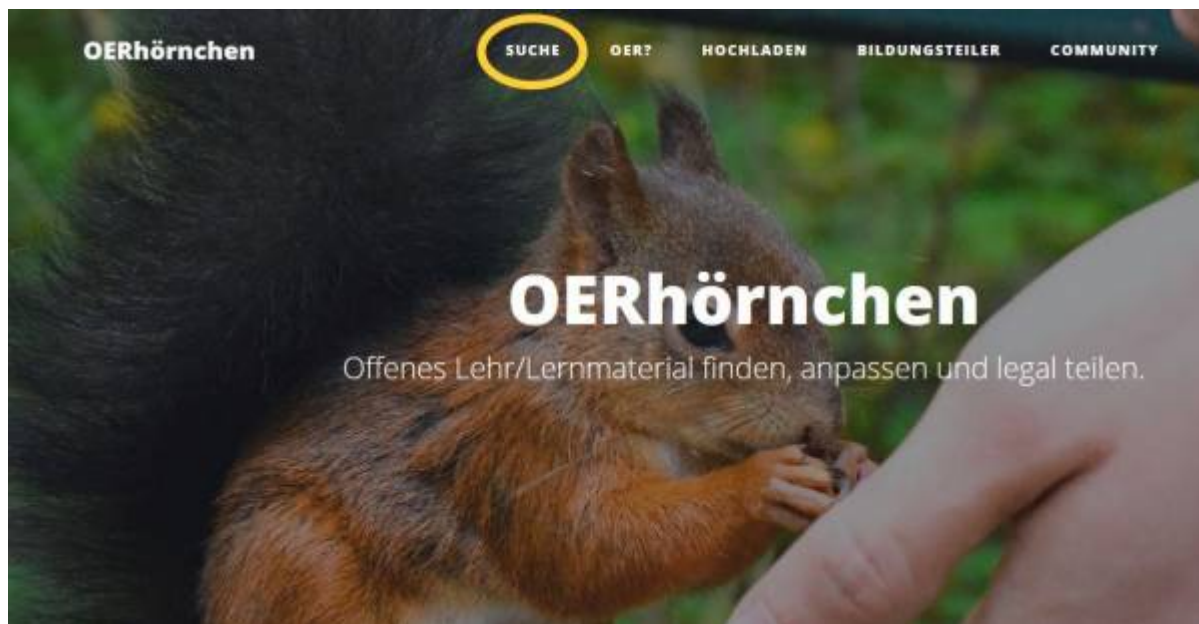 OERhörnchen SUCHE OER? HOCHLADEN BILDUNGSTEILER COMMUNITY
OERhörnchen
Offenes Lehr/Lernmaterial finden, anpassen und legal teilen.